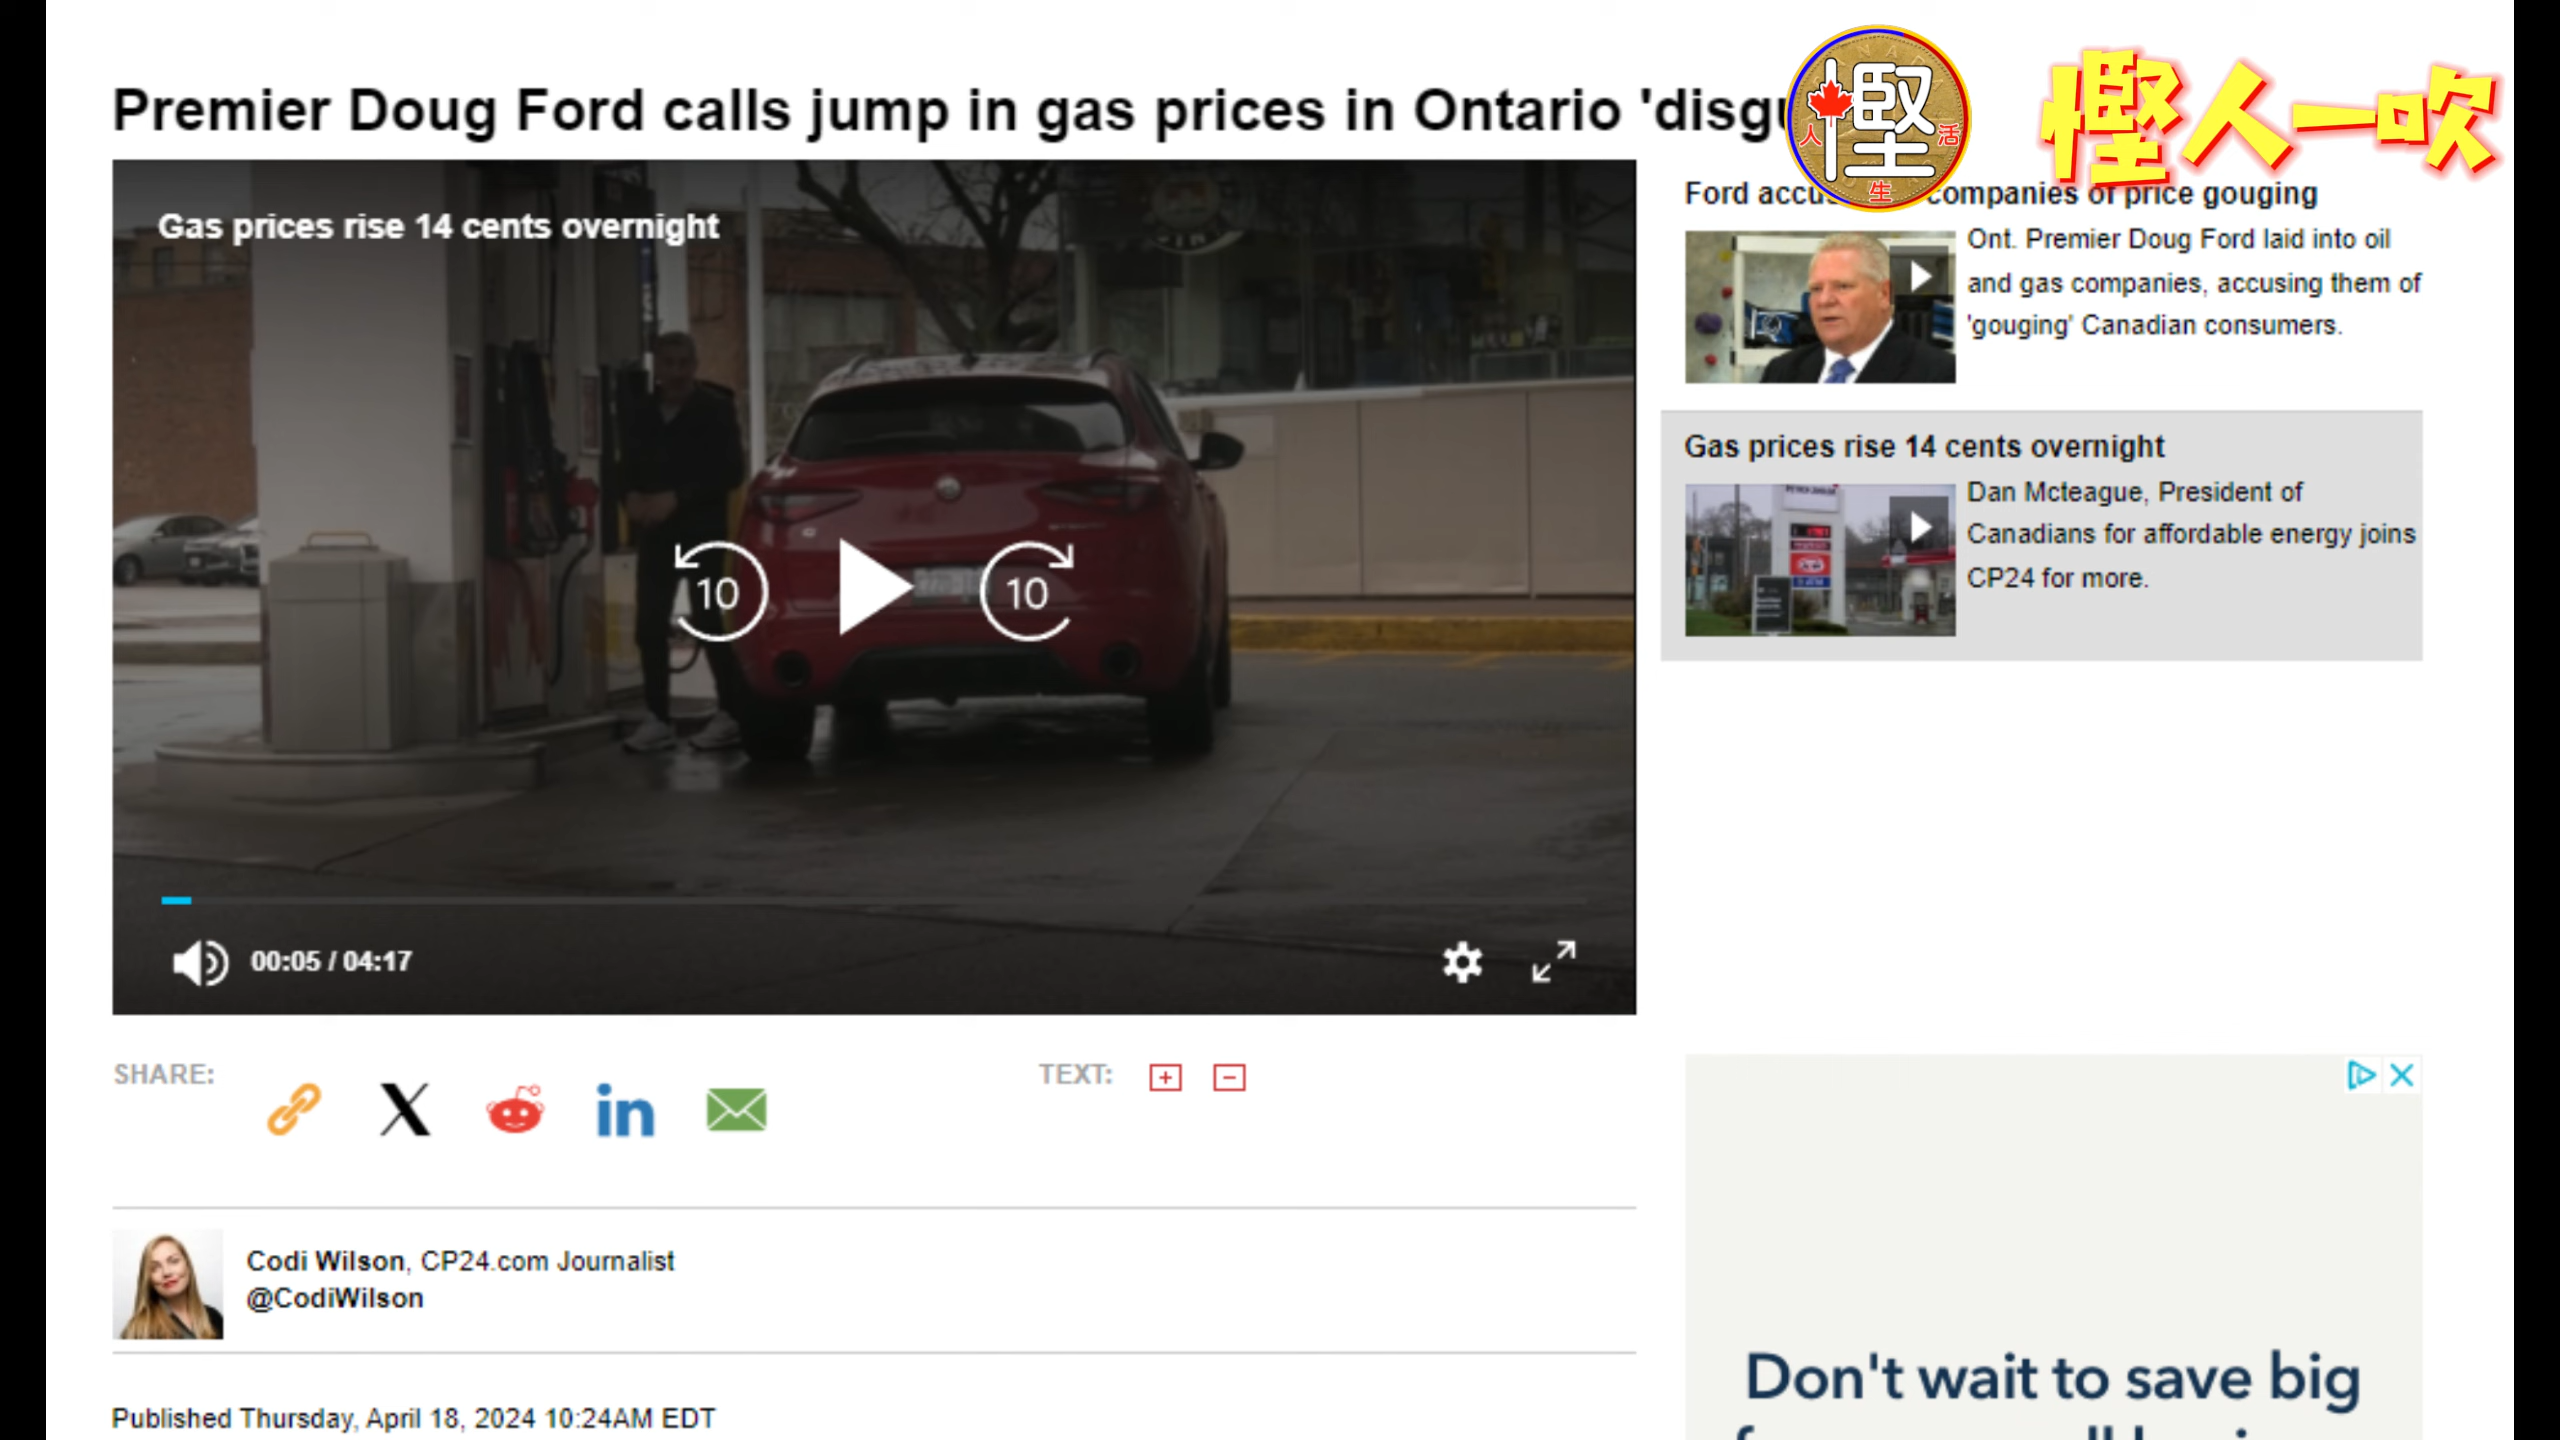 Premier Doug Ford calls jump in gas prices in Ontario 'disgu
慳
人
生
活
慳人一吹
Gas prices rise 14 cents overnight
10
10
00:05 / 04:17
Ford accu companies of price gouging
Ont. Premier Doug Ford laid into oil
and gas companies, accusing them of
'gouging' Canadian consumers.
Gas prices rise 14 cents overnight
Dan Mcteague, President of
Canadians for affordable energy joins
CP24 for more.
SHARE:
TEXT:
Codi Wilson, CP24.com Journalist
@CodiWilson
Published Thursday, April 18, 2024 10:24AM EDT
Don't wait to save big